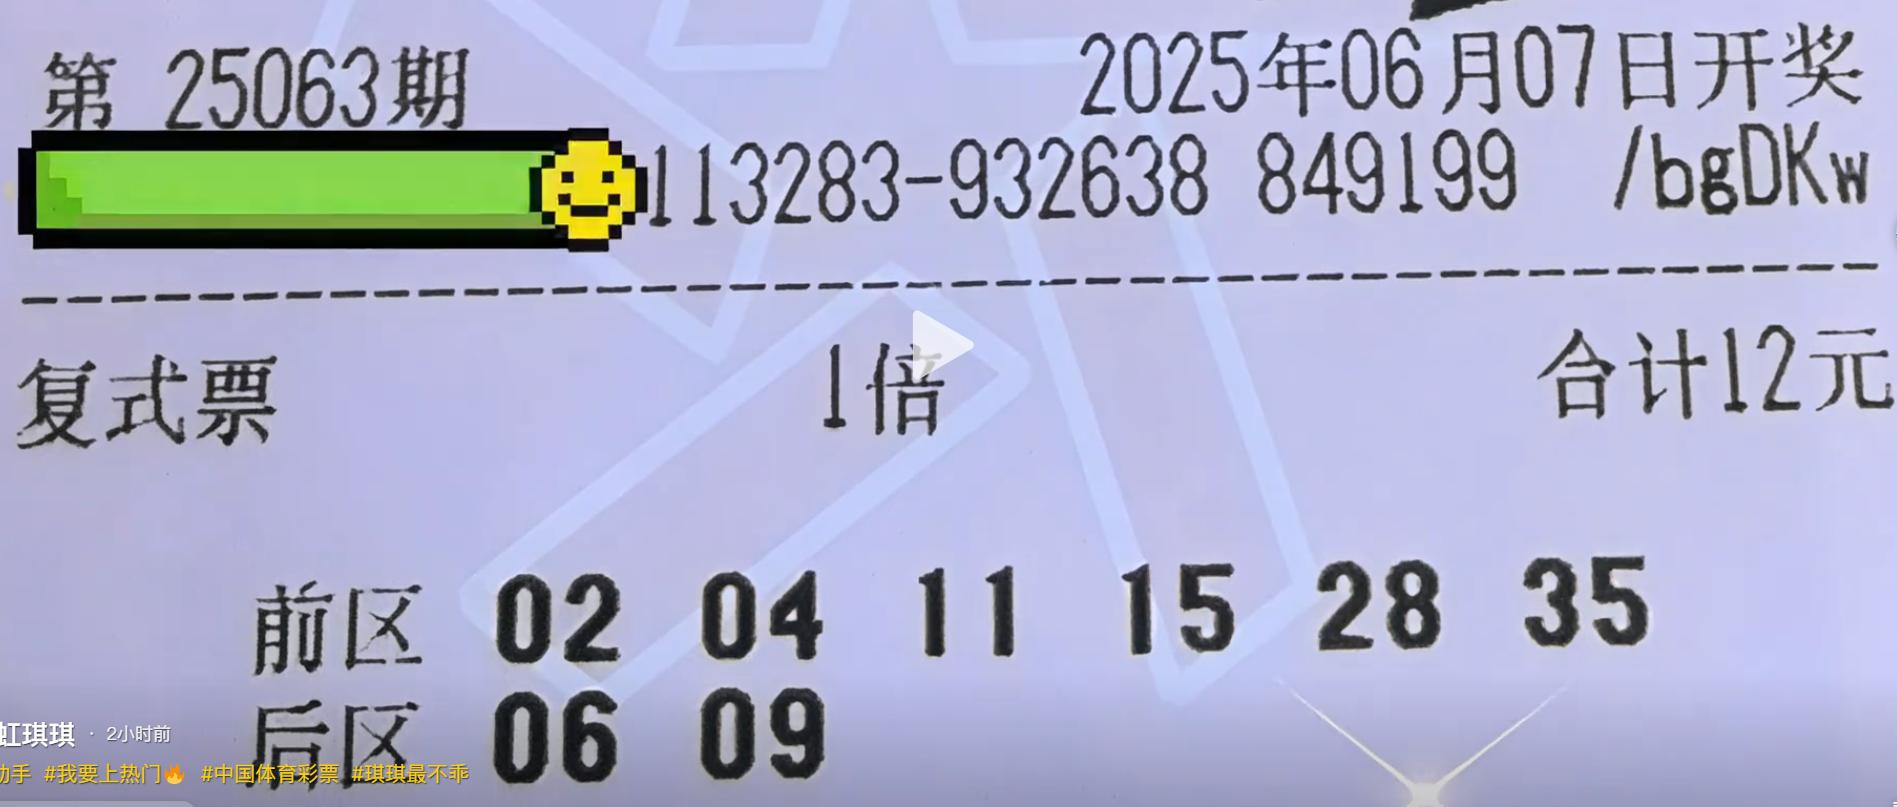 第 25063期 2025年06月07日开奖
113283-932638 849199 /bgDKw
复式票 1倍 合计12元
前区 02 04 11 15 28 35
后区 06 09
虹琪琪 · 2小时前
助手 #我要上热门🔥 #中国体育彩票 #琪琪最不乖